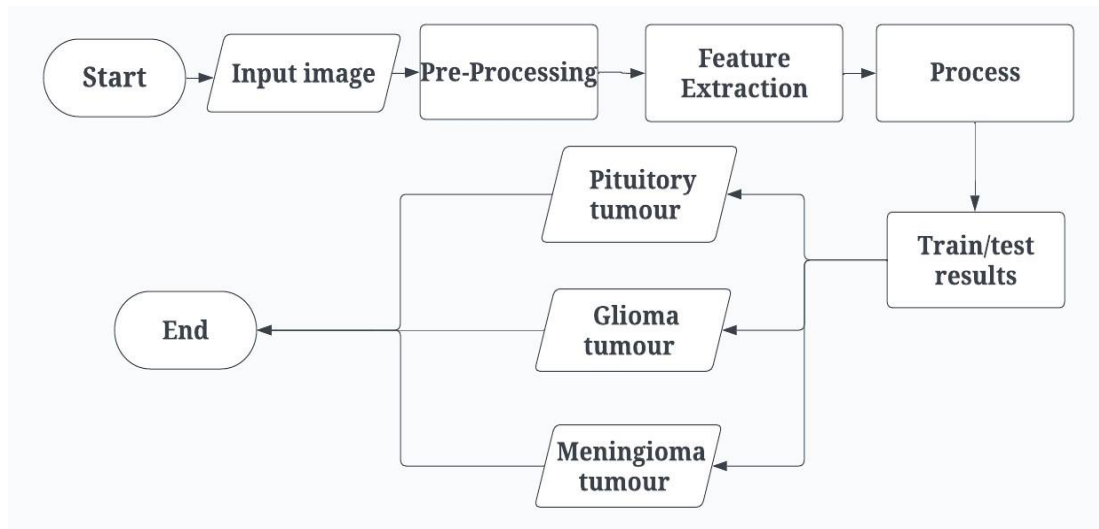 Start
Input image
Pre-Processing
Feature
Extraction
Process
Train/test
results
Pituitory
tumour
Glioma
tumour
Meningioma
tumour
End